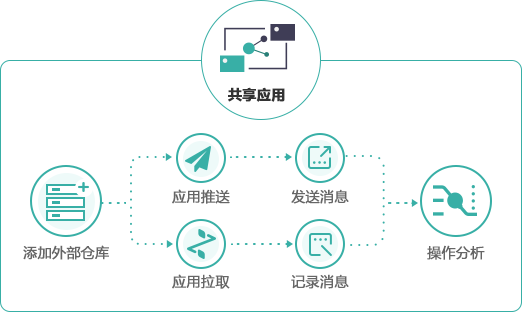 共享应用
应用推送
发送消息
添加外部仓库
操作分析
应用拉取
记录消息